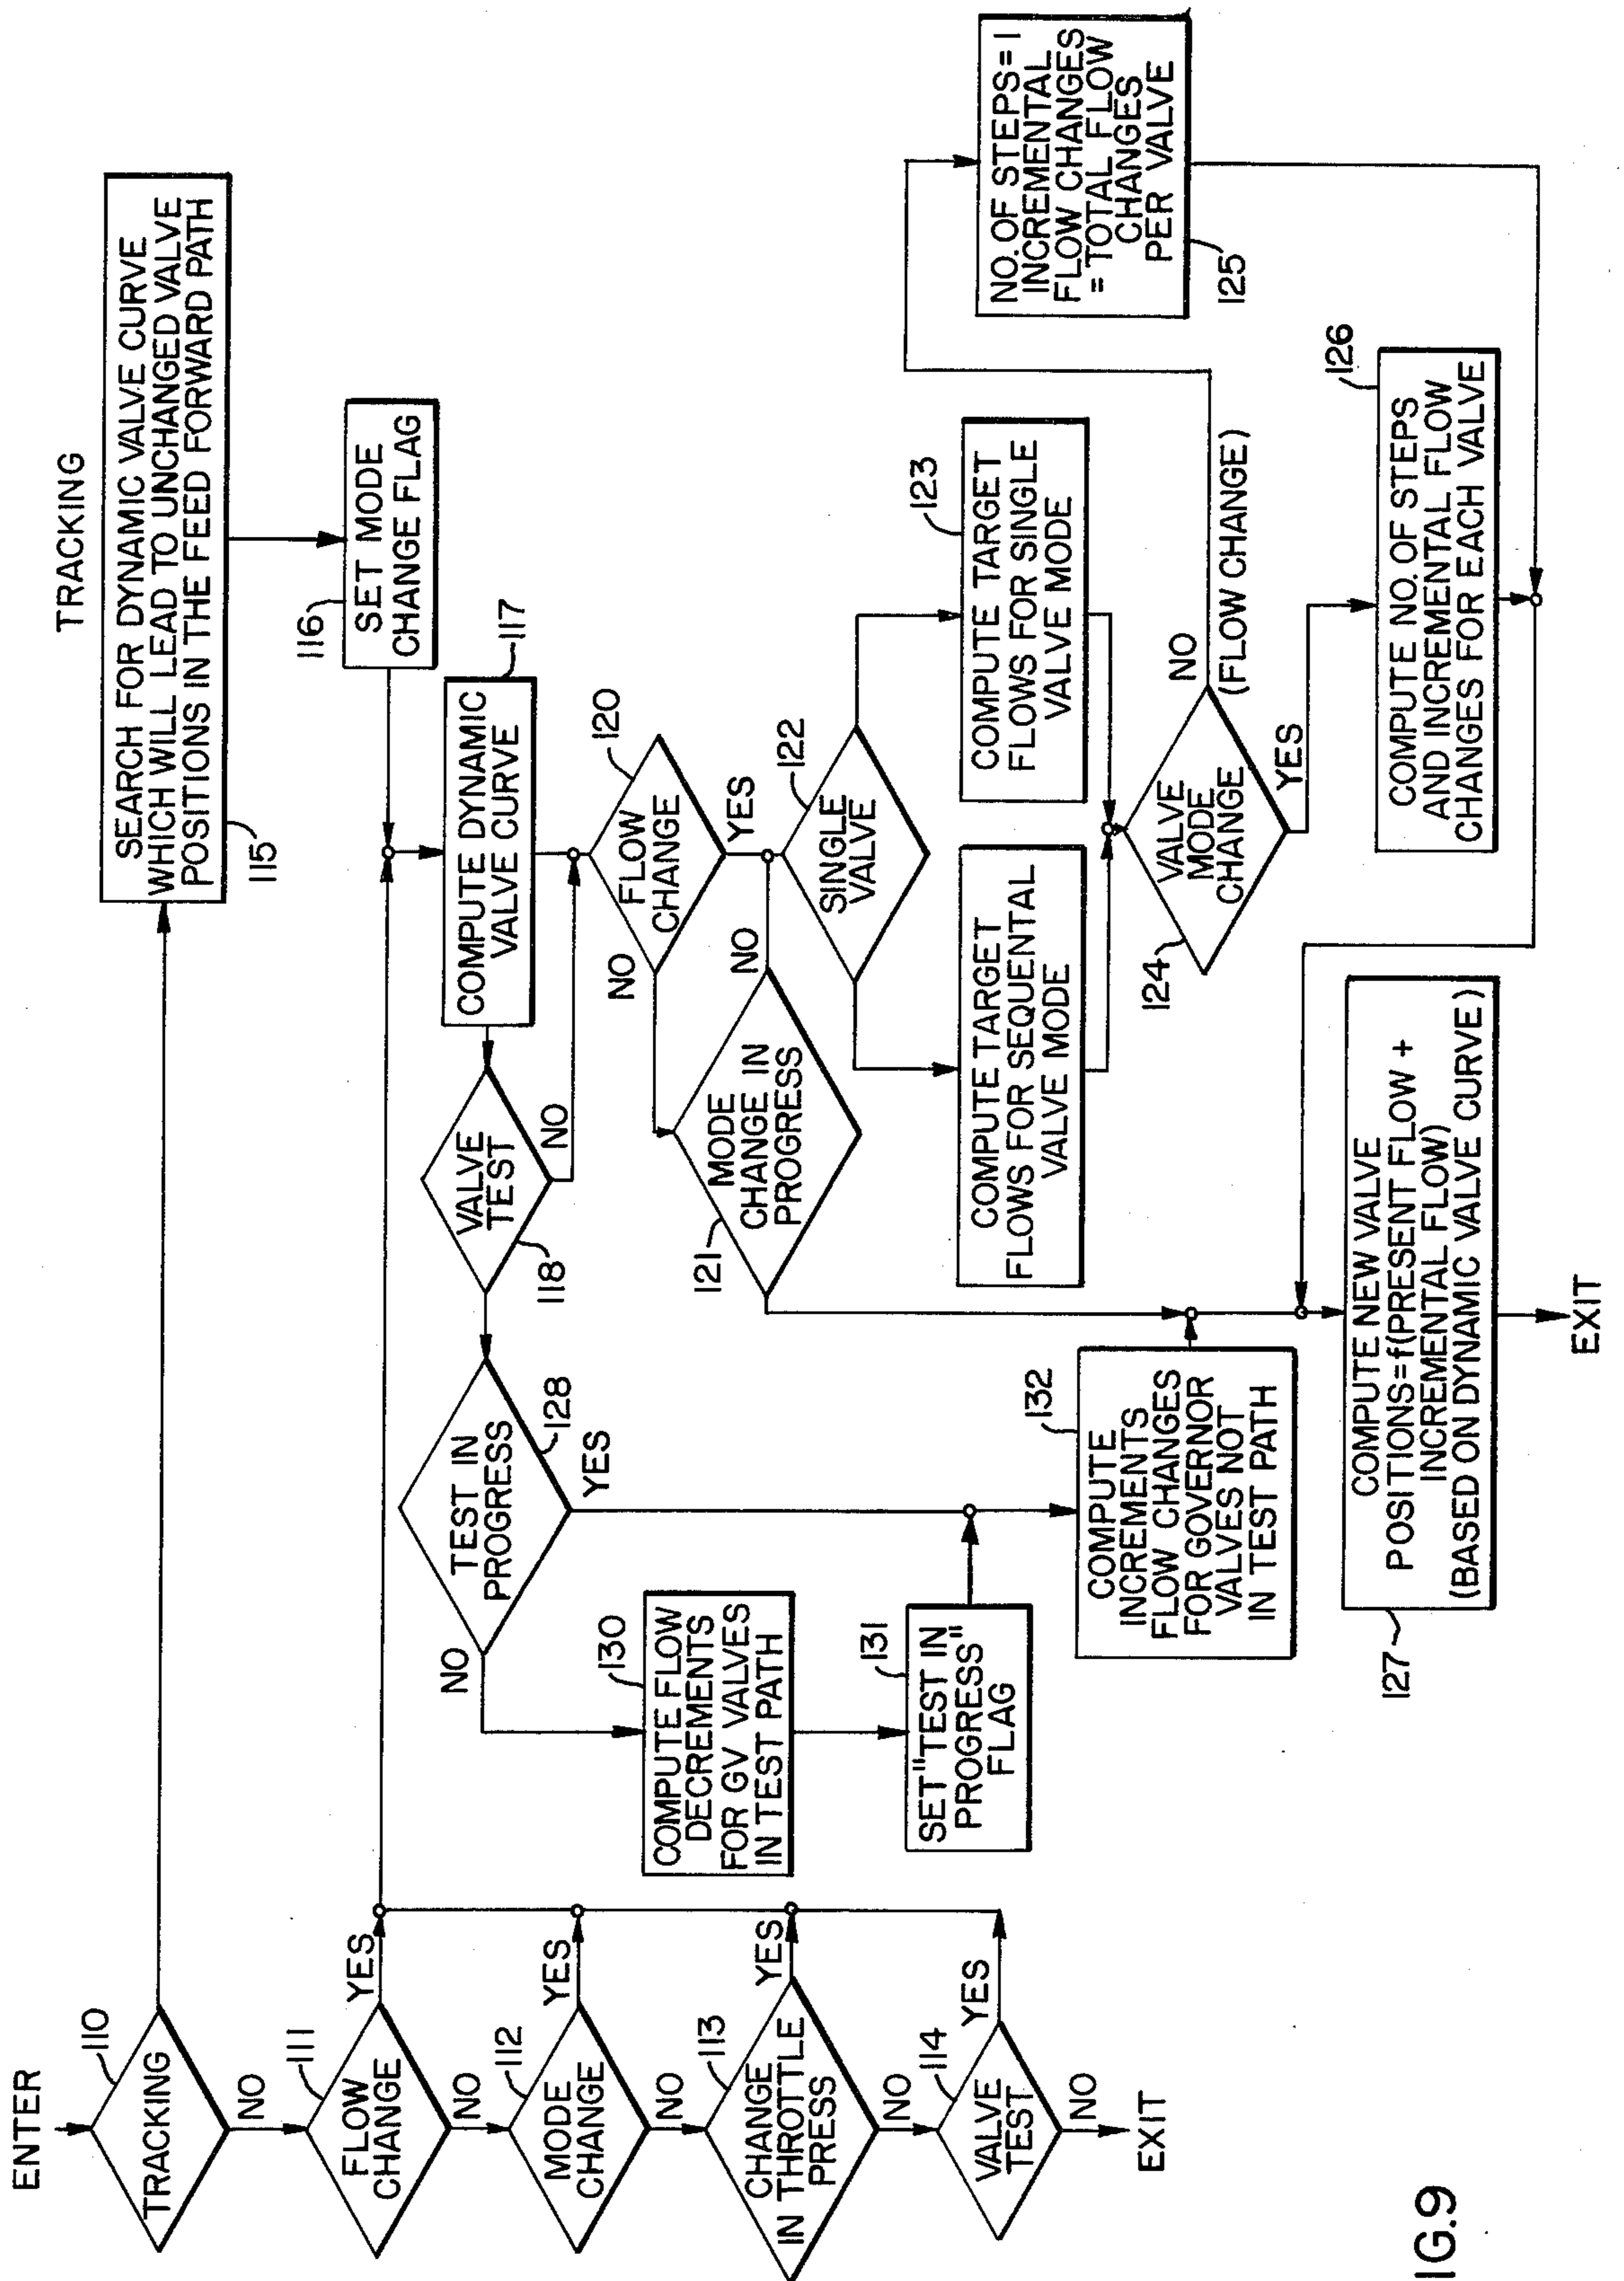 ENTER
TRACKING
110
NO
FLOW
CHANGE
111
YES
NO
MODE
CHANGE
112
YES
NO
CHANGE
IN THROTTLE
PRESS
113
YES
NO
VALVE
TEST
114
YES
NO
EXIT
TRACKING
SEARCH FOR DYNAMIC VALVE CURVE
WHICH WILL LEAD TO UNCHANGED VALVE
POSITIONS IN THE FEED FORWARD PATH
115
SET MODE
CHANGE FLAG
116
COMPUTE DYNAMIC
VALVE CURVE
117
VALVE
TEST
118
NO
TEST IN
PROGRESS
128
NO
YES
COMPUTE FLOW
DECREMENTS
FOR GV VALVES
IN TEST PATH
130
SET "TEST IN
PROGRESS"
FLAG
131
COMPUTE
INCREMENTS
FLOW CHANGES
FOR GOVERNOR
VALVES NOT
IN TEST PATH
132
FLOW
CHANGE
120
NO
YES
MODE
CHANGE IN
PROGRESS
121
NO
SINGLE
VALVE
122
COMPUTE TARGET
FLOWS FOR SEQUENTAL
VALVE MODE
COMPUTE TARGET
FLOWS FOR SINGLE
VALVE MODE
123
VALVE
MODE
CHANGE
124
NO
(FLOW CHANGE)
YES
NO. OF STEPS=1
INCREMENTAL
FLOW CHANGES
=TOTAL FLOW
CHANGES
PER VALVE
125
COMPUTE NO. OF STEPS
AND INCREMENTAL FLOW
CHANGES FOR EACH VALVE
126
COMPUTE NEW VALVE
POSITIONS=f(PRESENT FLOW +
INCREMENTAL FLOW)
(BASED ON DYNAMIC VALVE CURVE)
127
EXIT
IG.9